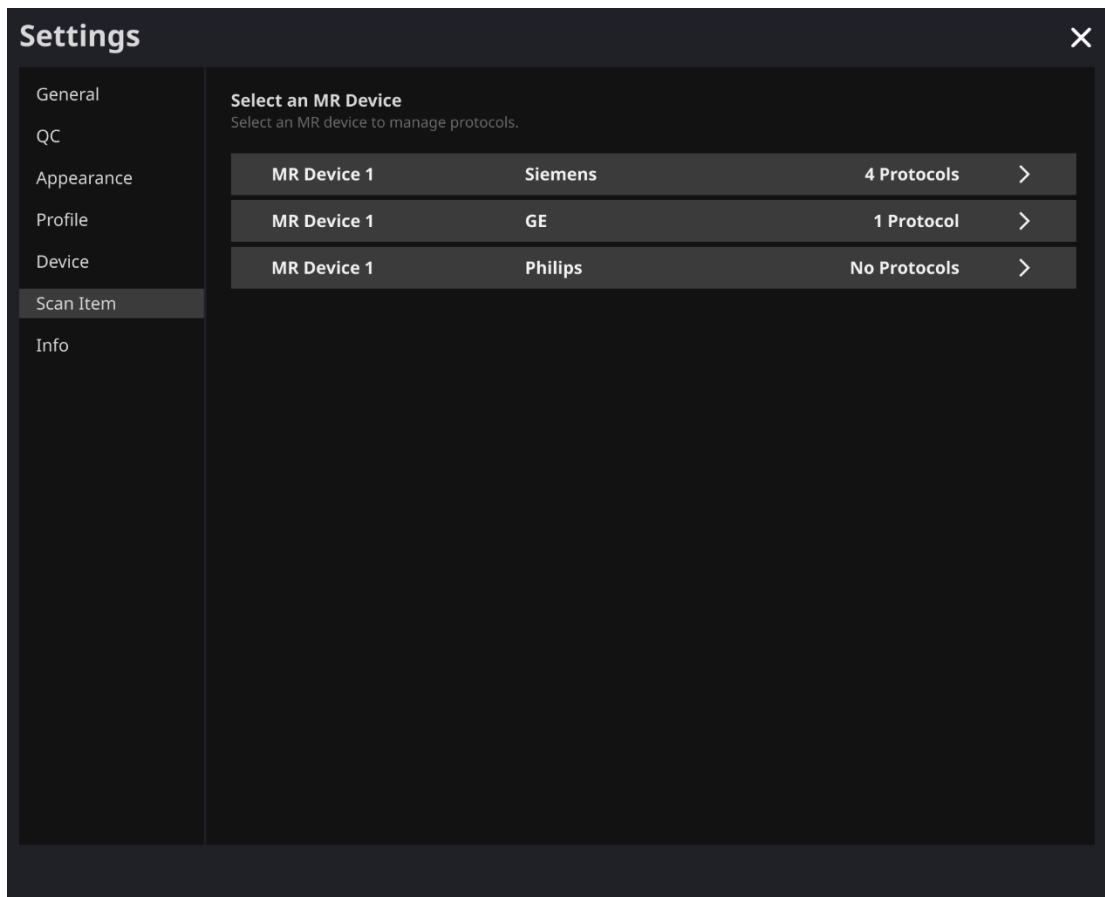 Settings
General
QC
Appearance
Profile
Device
Scan Item
Info
Select an MR Device
Select an MR device to manage protocols.
MR Device 1 Siemens 4 Protocols
MR Device 1 GE 1 Protocol
MR Device 1 Philips No Protocols